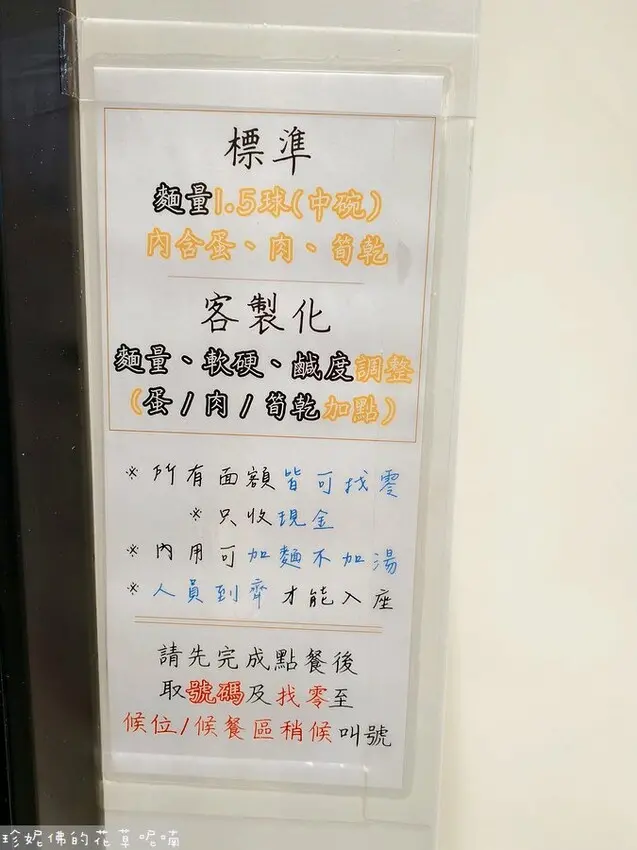 標準
麵量1.5球(中碗)
內含蛋、肉、筍乾
客製化
麵量、軟硬、鹹度調整
(蛋/肉/筍乾加點)
※所有面額皆可找零
※只收現金
※內用可加麵不加湯
※人員到齊才能入座
請先完成點餐後
取號碼及找零至
候位/候餐區稍候叫號
珍妮佛的花草呢喃